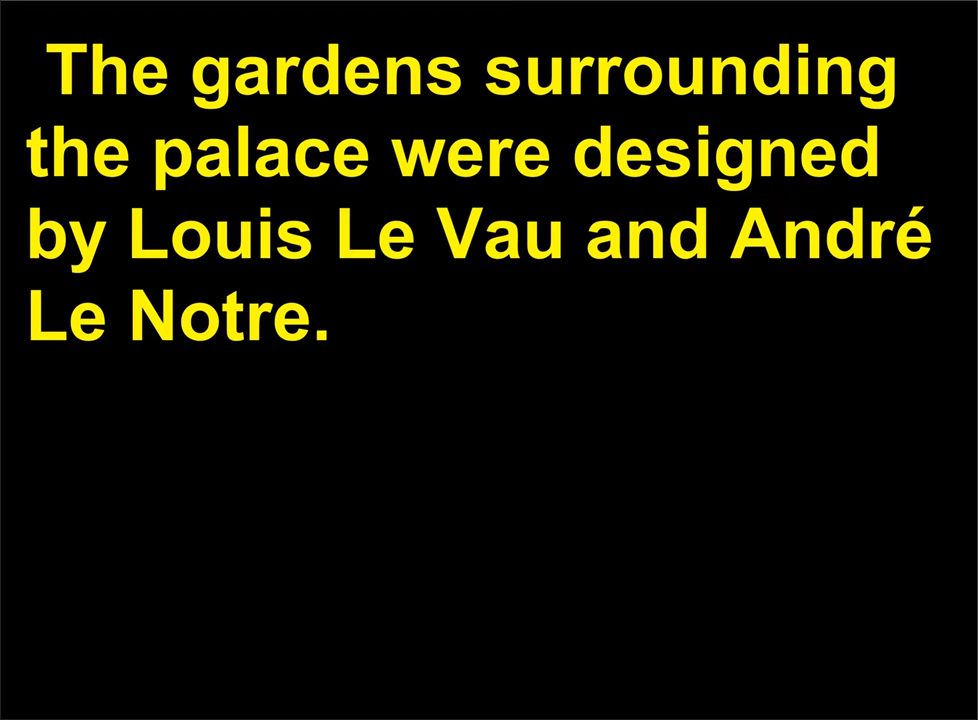 The gardens surrounding
the palace were designed
by Louis Le Vau and André
Le Notre.